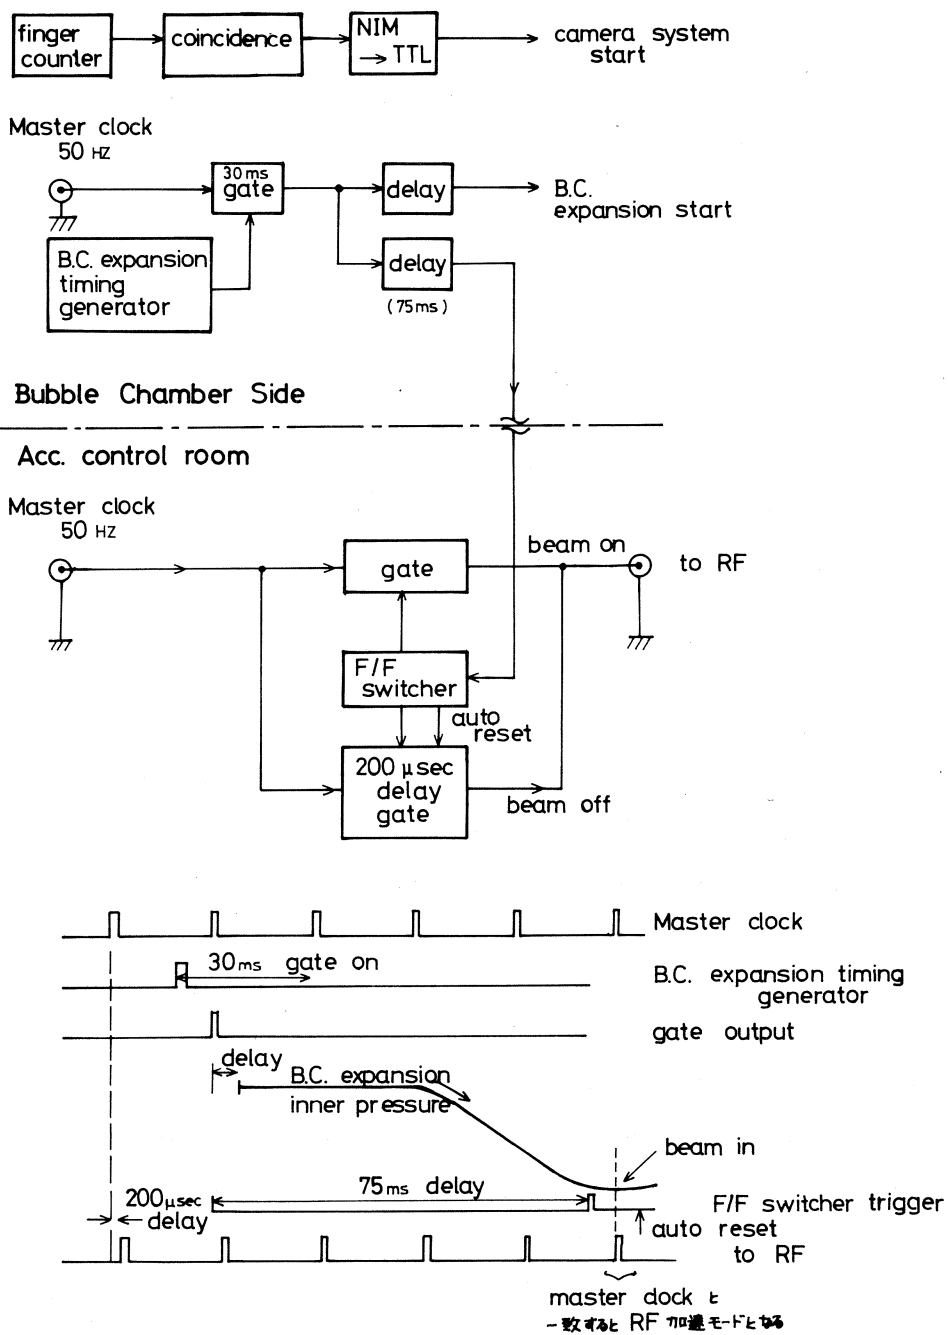 finger
counter
coincidence
NIM
→ TTL
camera system
start
Master clock
50 HZ
30ms
gate
delay
B.C.
expansion start
B.C. expansion
timing
generator
delay
(75ms)
Bubble Chamber Side
Acc. control room
Master clock
50 HZ
gate
beam on
to RF
F/F
switcher
auto
reset
200 μsec
delay
gate
beam off
Master clock
30ms gate on
B.C. expansion timing
generator
gate output
delay
B.C. expansion
inner pressure
beam in
75ms delay
200μsec
delay
F/F switcher trigger
auto reset
to RF
master clock と
一致すると RF 加速モードとなる